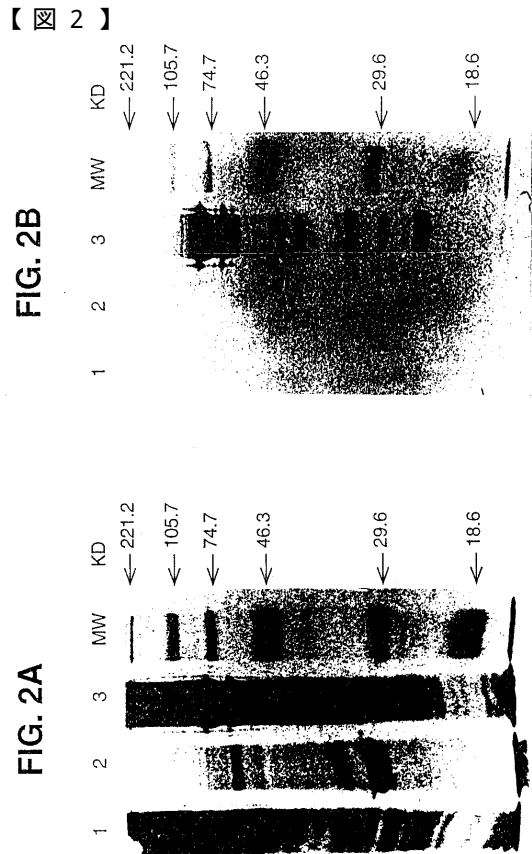 【図２】
FIG. 2B
1 2 3 MW KD
221.2
105.7
74.7
46.3
29.6
18.6
FIG. 2A
1 2 3 MW KD
221.2
105.7
74.7
46.3
29.6
18.6